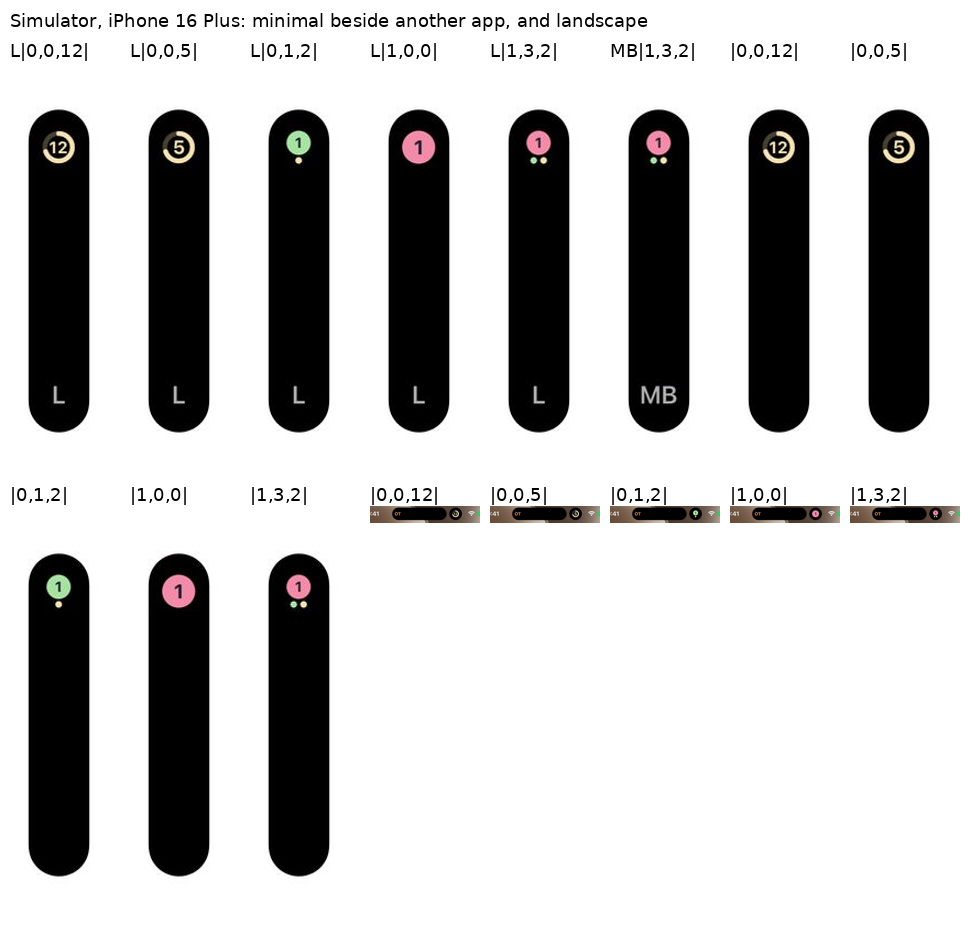 Simulator, iPhone 16 Plus: minimal beside another app, and landscape
L|0,0,12| L|0,0,5| L|0,1,2| L|1,0,0| L|1,3,2| MB|1,3,2| |0,0,12| |0,0,5|
12 5 1 1 1 1 12 5
L L L L L MB
|0,1,2| |1,0,0| |1,3,2| |0,0,12| |0,0,5| |0,1,2| |1,0,0| |1,3,2|
1 1 1